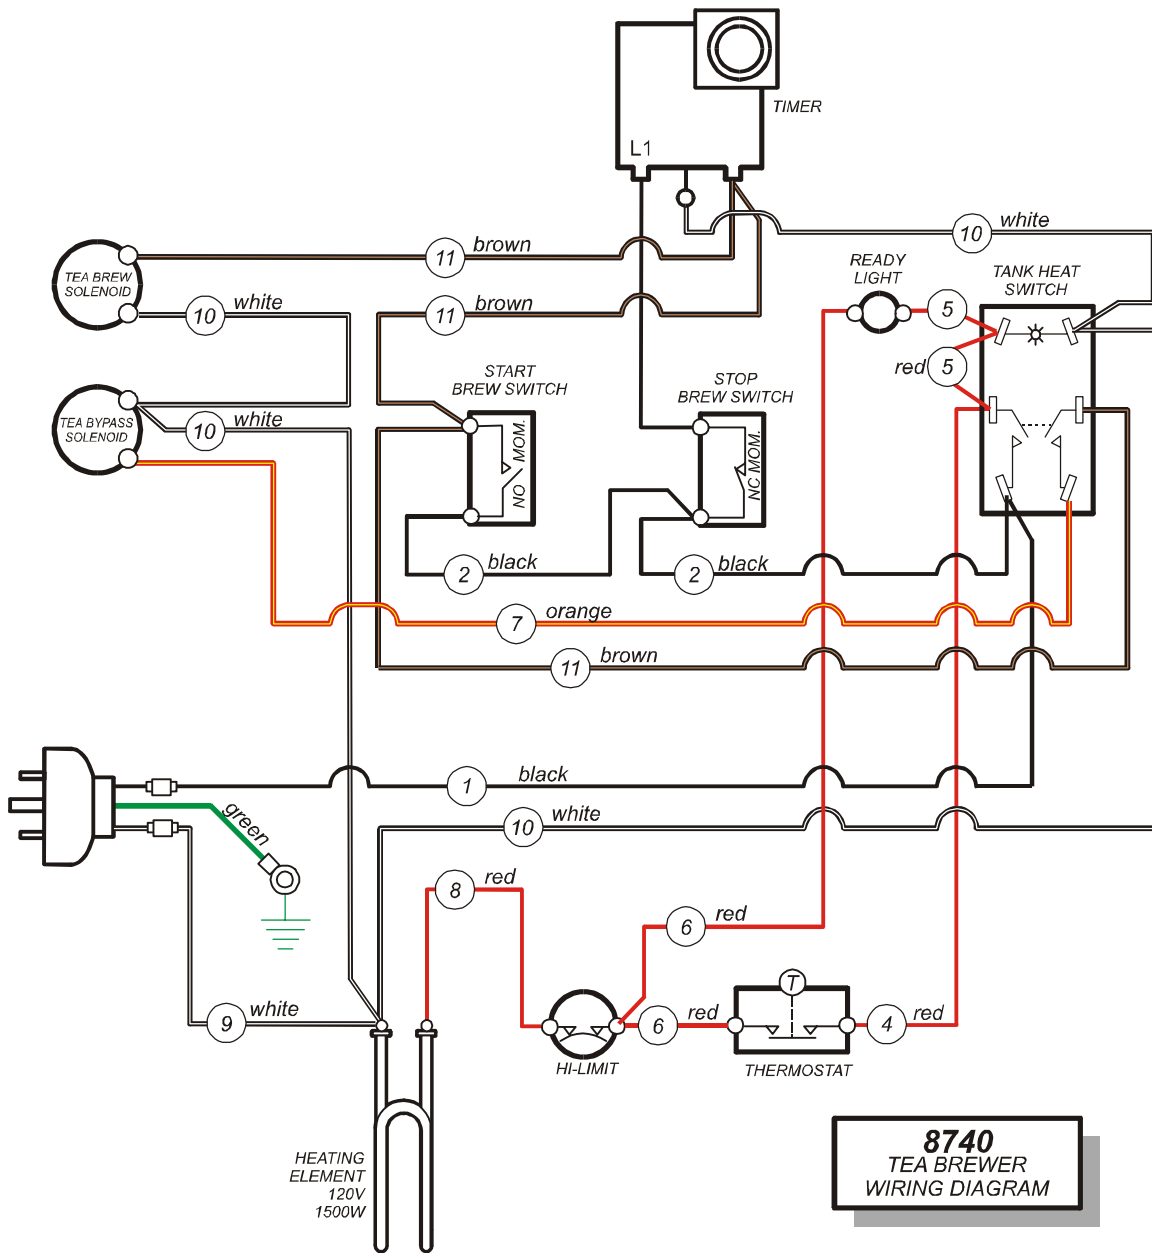 TIMER
L1
10 white
11 brown
TEA BREW
SOLENOID
READY
LIGHT
TANK HEAT
SWITCH
10 white
11 brown
5
red 5
START
BREW SWITCH
STOP
BREW SWITCH
TEA BYPASS
SOLENOID
10 white
NO MOM.
NC MOM.
2 black
2 black
7 orange
11 brown
1 black
green
10 white
8 red
6 red
T
9 white
6 red
4 red
HI-LIMIT
THERMOSTAT
HEATING
ELEMENT
120V
1500W
8740
TEA BREWER
WIRING DIAGRAM